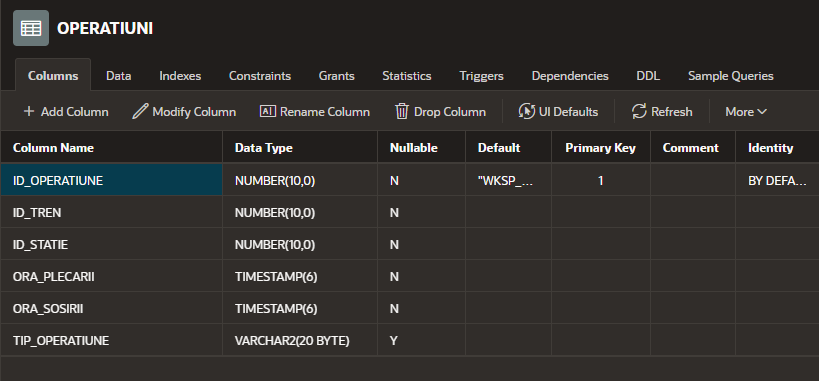 OPERATIUNI
Columns Data Indexes Constraints Grants Statistics Triggers Dependencies DDL Sample Queries
+ Add Column Modify Column Rename Column Drop Column UI Defaults Refresh More
Column Name Data Type Nullable Default Primary Key Comment Identity
ID_OPERATIUNE NUMBER(10,0) N "WKSP_... 1 BY DEFA...
ID_TREN NUMBER(10,0) N
ID_STATIE NUMBER(10,0) N
ORA_PLECARII TIMESTAMP(6) N
ORA_SOSIRII TIMESTAMP(6) N
TIP_OPERATIUNE VARCHAR2(20 BYTE) Y